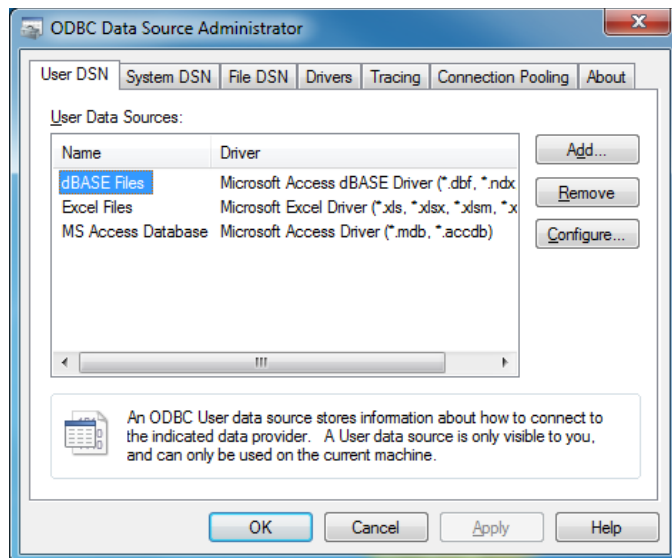 ODBC Data Source Administrator
User DSN System DSN File DSN Drivers Tracing Connection Pooling About
User Data Sources:
Name Driver
dBASE Files Microsoft Access dBASE Driver (*.dbf, *.ndx
Excel Files Microsoft Excel Driver (*.xls, *.xlsx, *.xlsm, *.x
MS Access Database Microsoft Access Driver (*.mdb, *.accdb)
Add...
Remove
Configure...
An ODBC User data source stores information about how to connect to
the indicated data provider. A User data source is only visible to you,
and can only be used on the current machine.
OK Cancel Apply Help